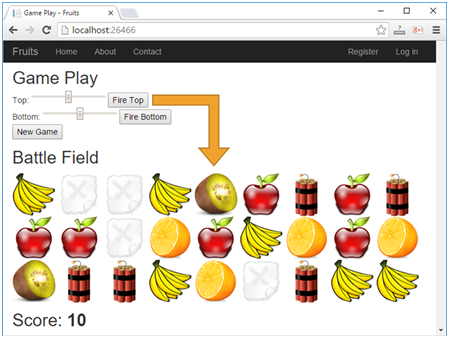 Game Play - Fruits
localhost:26466
Fruits Home About Contact Register Log in
Game Play
Top: Fire Top
Bottom: Fire Bottom
New Game
Battle Field
Score: 10